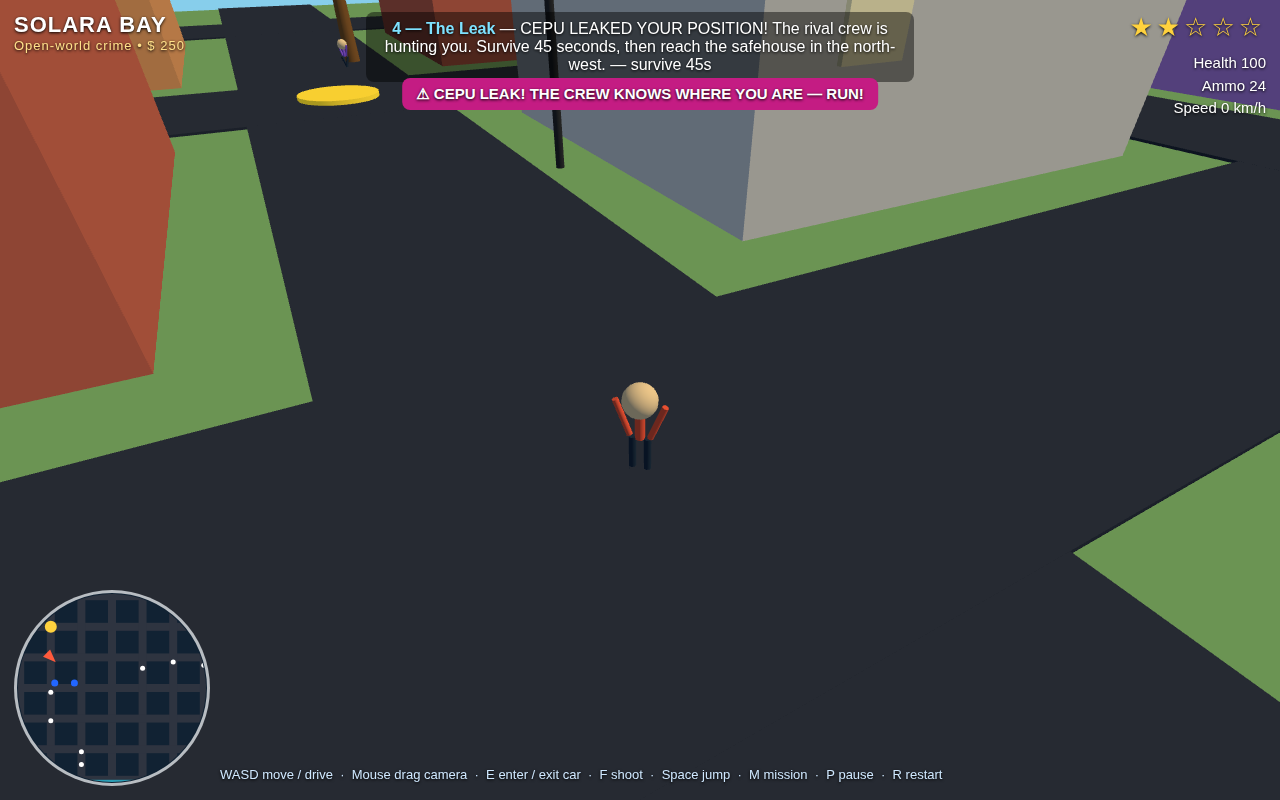 SOLARA BAY
Open-world crime • $ 250
4 — The Leak — CEPU LEAKED YOUR POSITION! The rival crew is
hunting you. Survive 45 seconds, then reach the safehouse in the north-
west. — survive 45s
⚠ CEPU LEAK! THE CREW KNOWS WHERE YOU ARE — RUN!
★★☆☆☆
Health 100
Ammo 24
Speed 0 km/h
WASD move / drive · Mouse drag camera · E enter / exit car · F shoot · Space jump · M mission · P pause · R restart